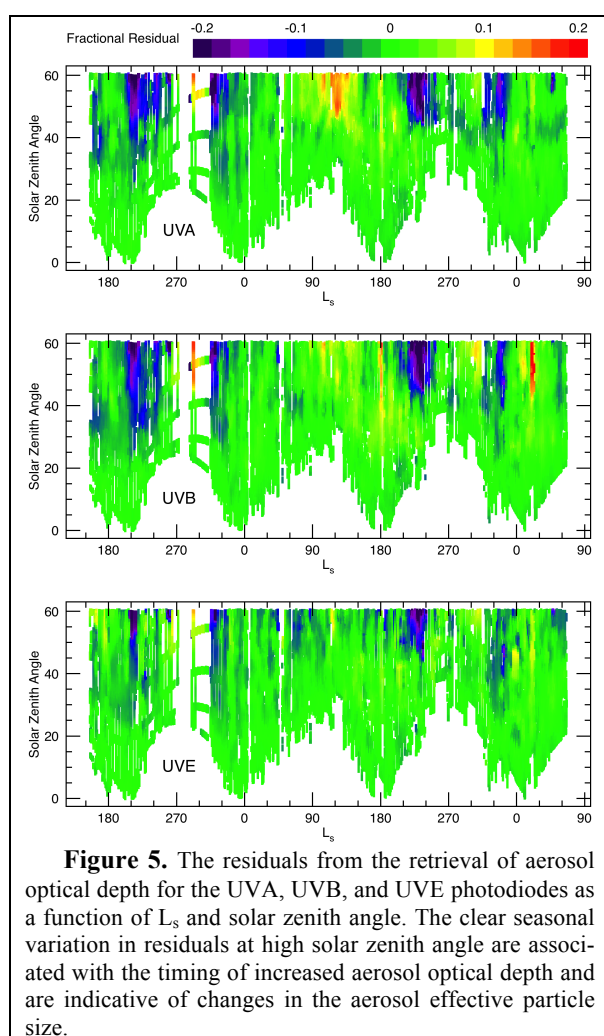 Fractional Residual
-0.2 -0.1 0 0.1 0.2
60
40
20
0
Solar Zenith Angle
UVA
180 270 0 90 180 270 0 90
Ls
60
40
20
0
Solar Zenith Angle
UVB
180 270 0 90 180 270 0 90
Ls
60
40
20
0
Solar Zenith Angle
UVE
180 270 0 90 180 270 0 90
Ls
Figure 5. The residuals from the retrieval of aerosol
optical depth for the UVA, UVB, and UVE photodiodes as
a function of Ls and solar zenith angle. The clear seasonal
variation in residuals at high solar zenith angle are associ-
ated with the timing of increased aerosol optical depth and
are indicative of changes in the aerosol effective particle
size.